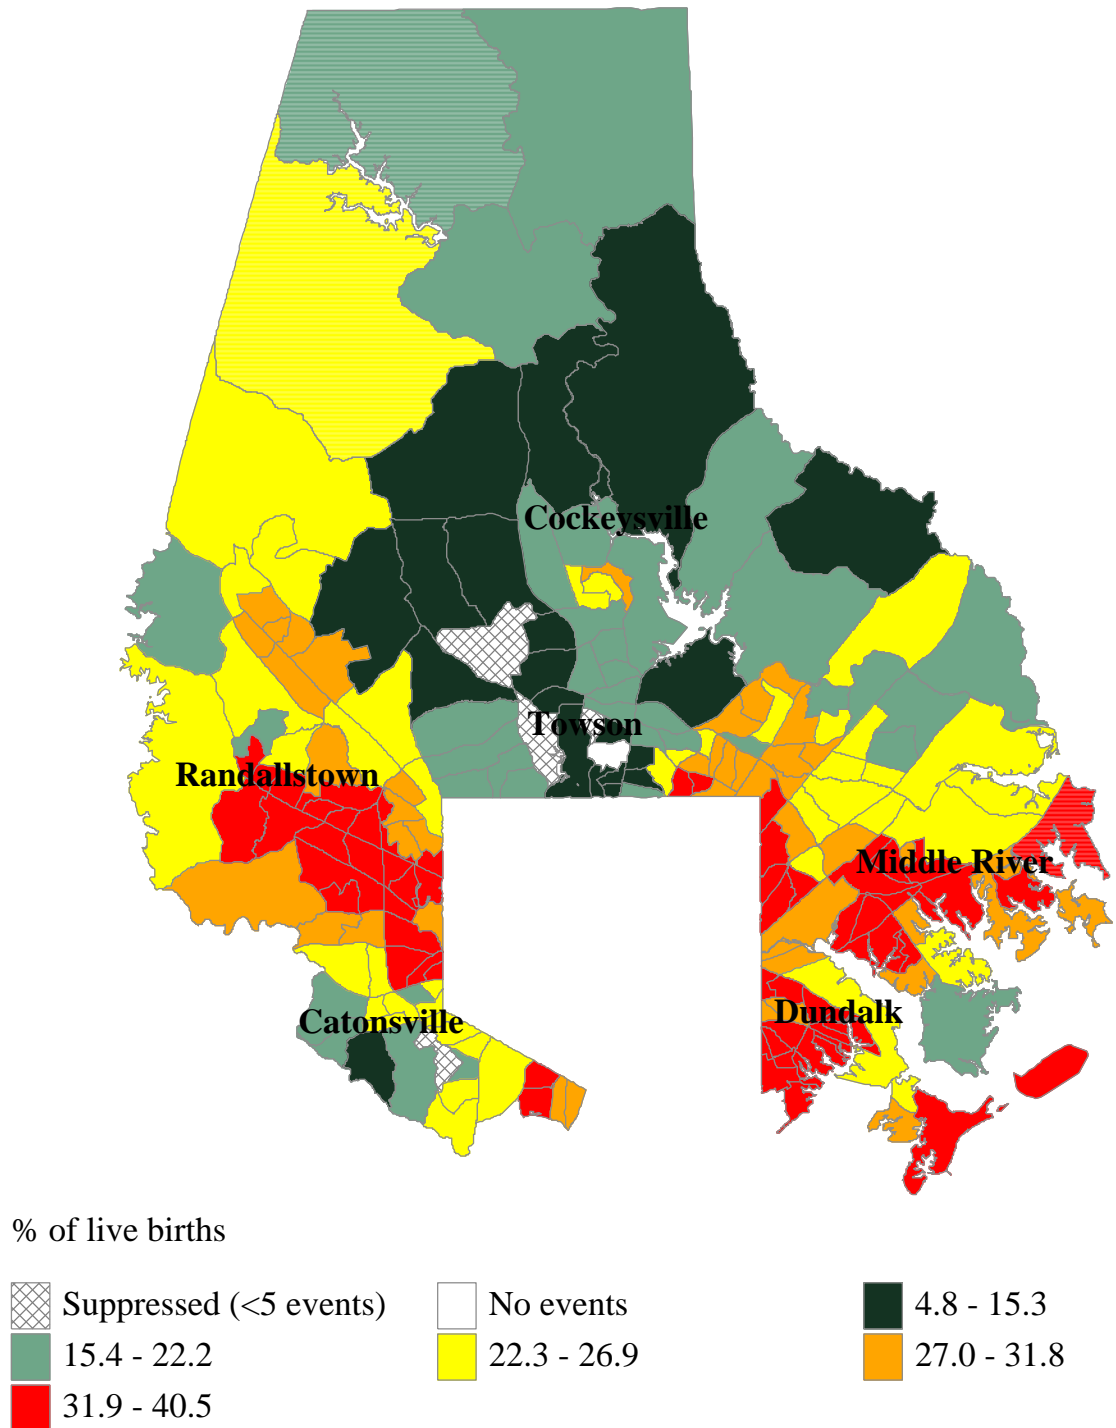 Cockeysville
Towson
Randallstown
Middle River
Dundalk
Catonsville
% of live births
Suppressed (<5 events)
No events
4.8 - 15.3
15.4 - 22.2
22.3 - 26.9
27.0 - 31.8
31.9 - 40.5